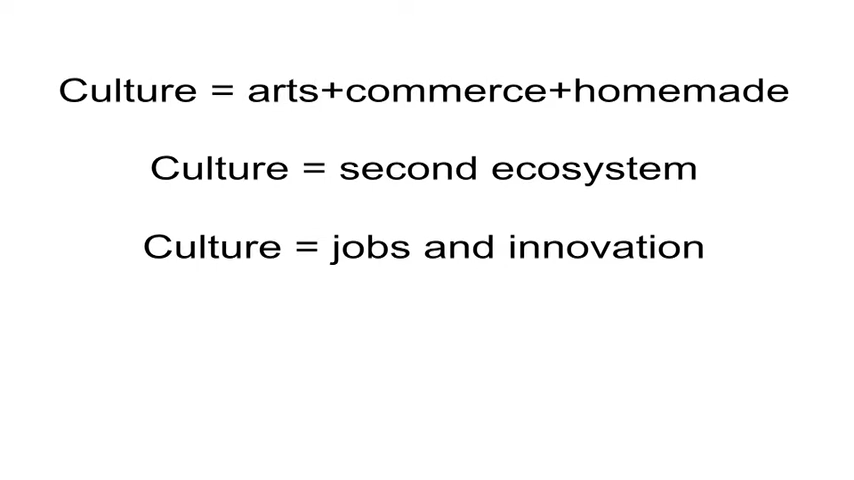 Culture = arts+commerce+homemade
Culture = second ecosystem
Culture = jobs and innovation